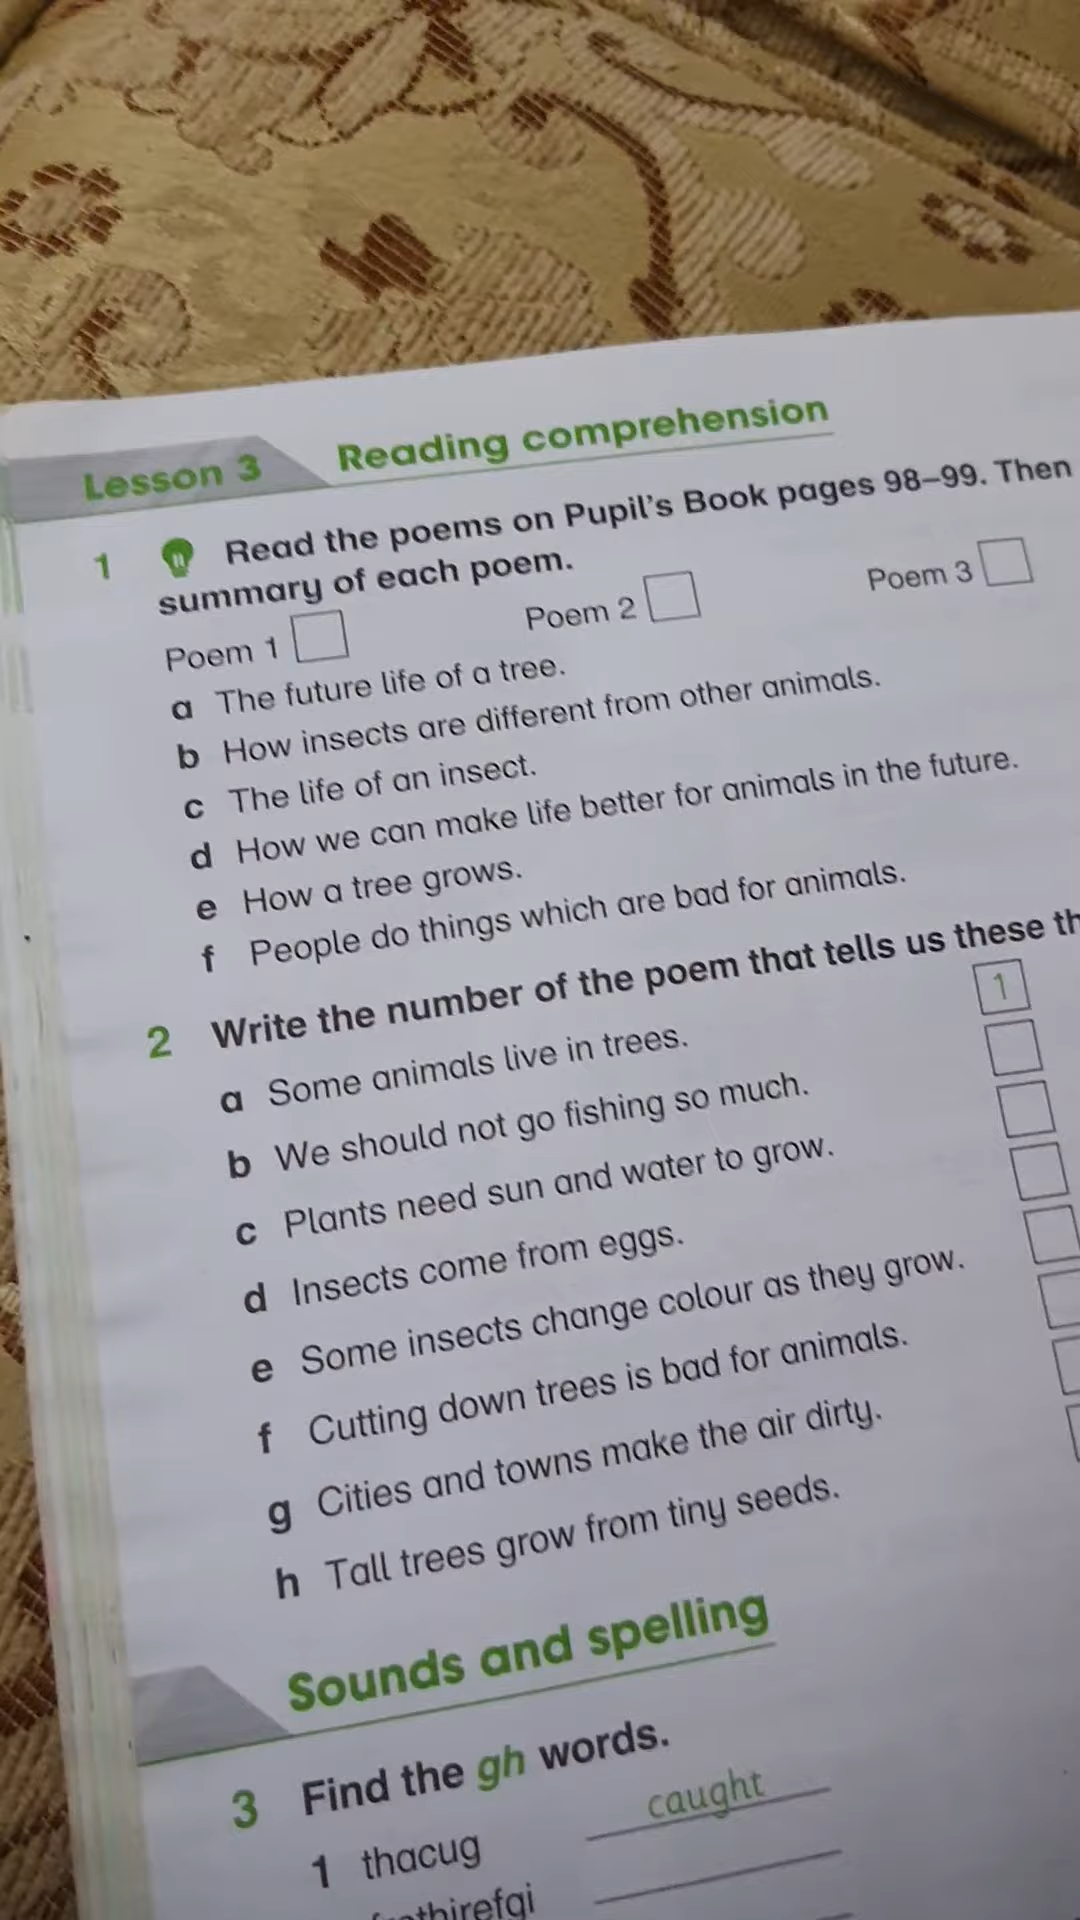 Lesson 3 Reading comprehension
1 Read the poems on Pupil's Book pages 98–99. Then
summary of each poem.
Poem 1 Poem 2 Poem 3
a The future life of a tree.
b How insects are different from other animals.
c The life of an insect.
d How we can make life better for animals in the future.
e How a tree grows.
f People do things which are bad for animals.
2 Write the number of the poem that tells us these
a Some animals live in trees. 1
b We should not go fishing so much.
c Plants need sun and water to grow.
d Insects come from eggs.
e Some insects change colour as they grow.
f Cutting down trees is bad for animals.
g Cities and towns make the air dirty.
h Tall trees grow from tiny seeds.
Sounds and spelling
3 Find the gh words.
1 thacug caught